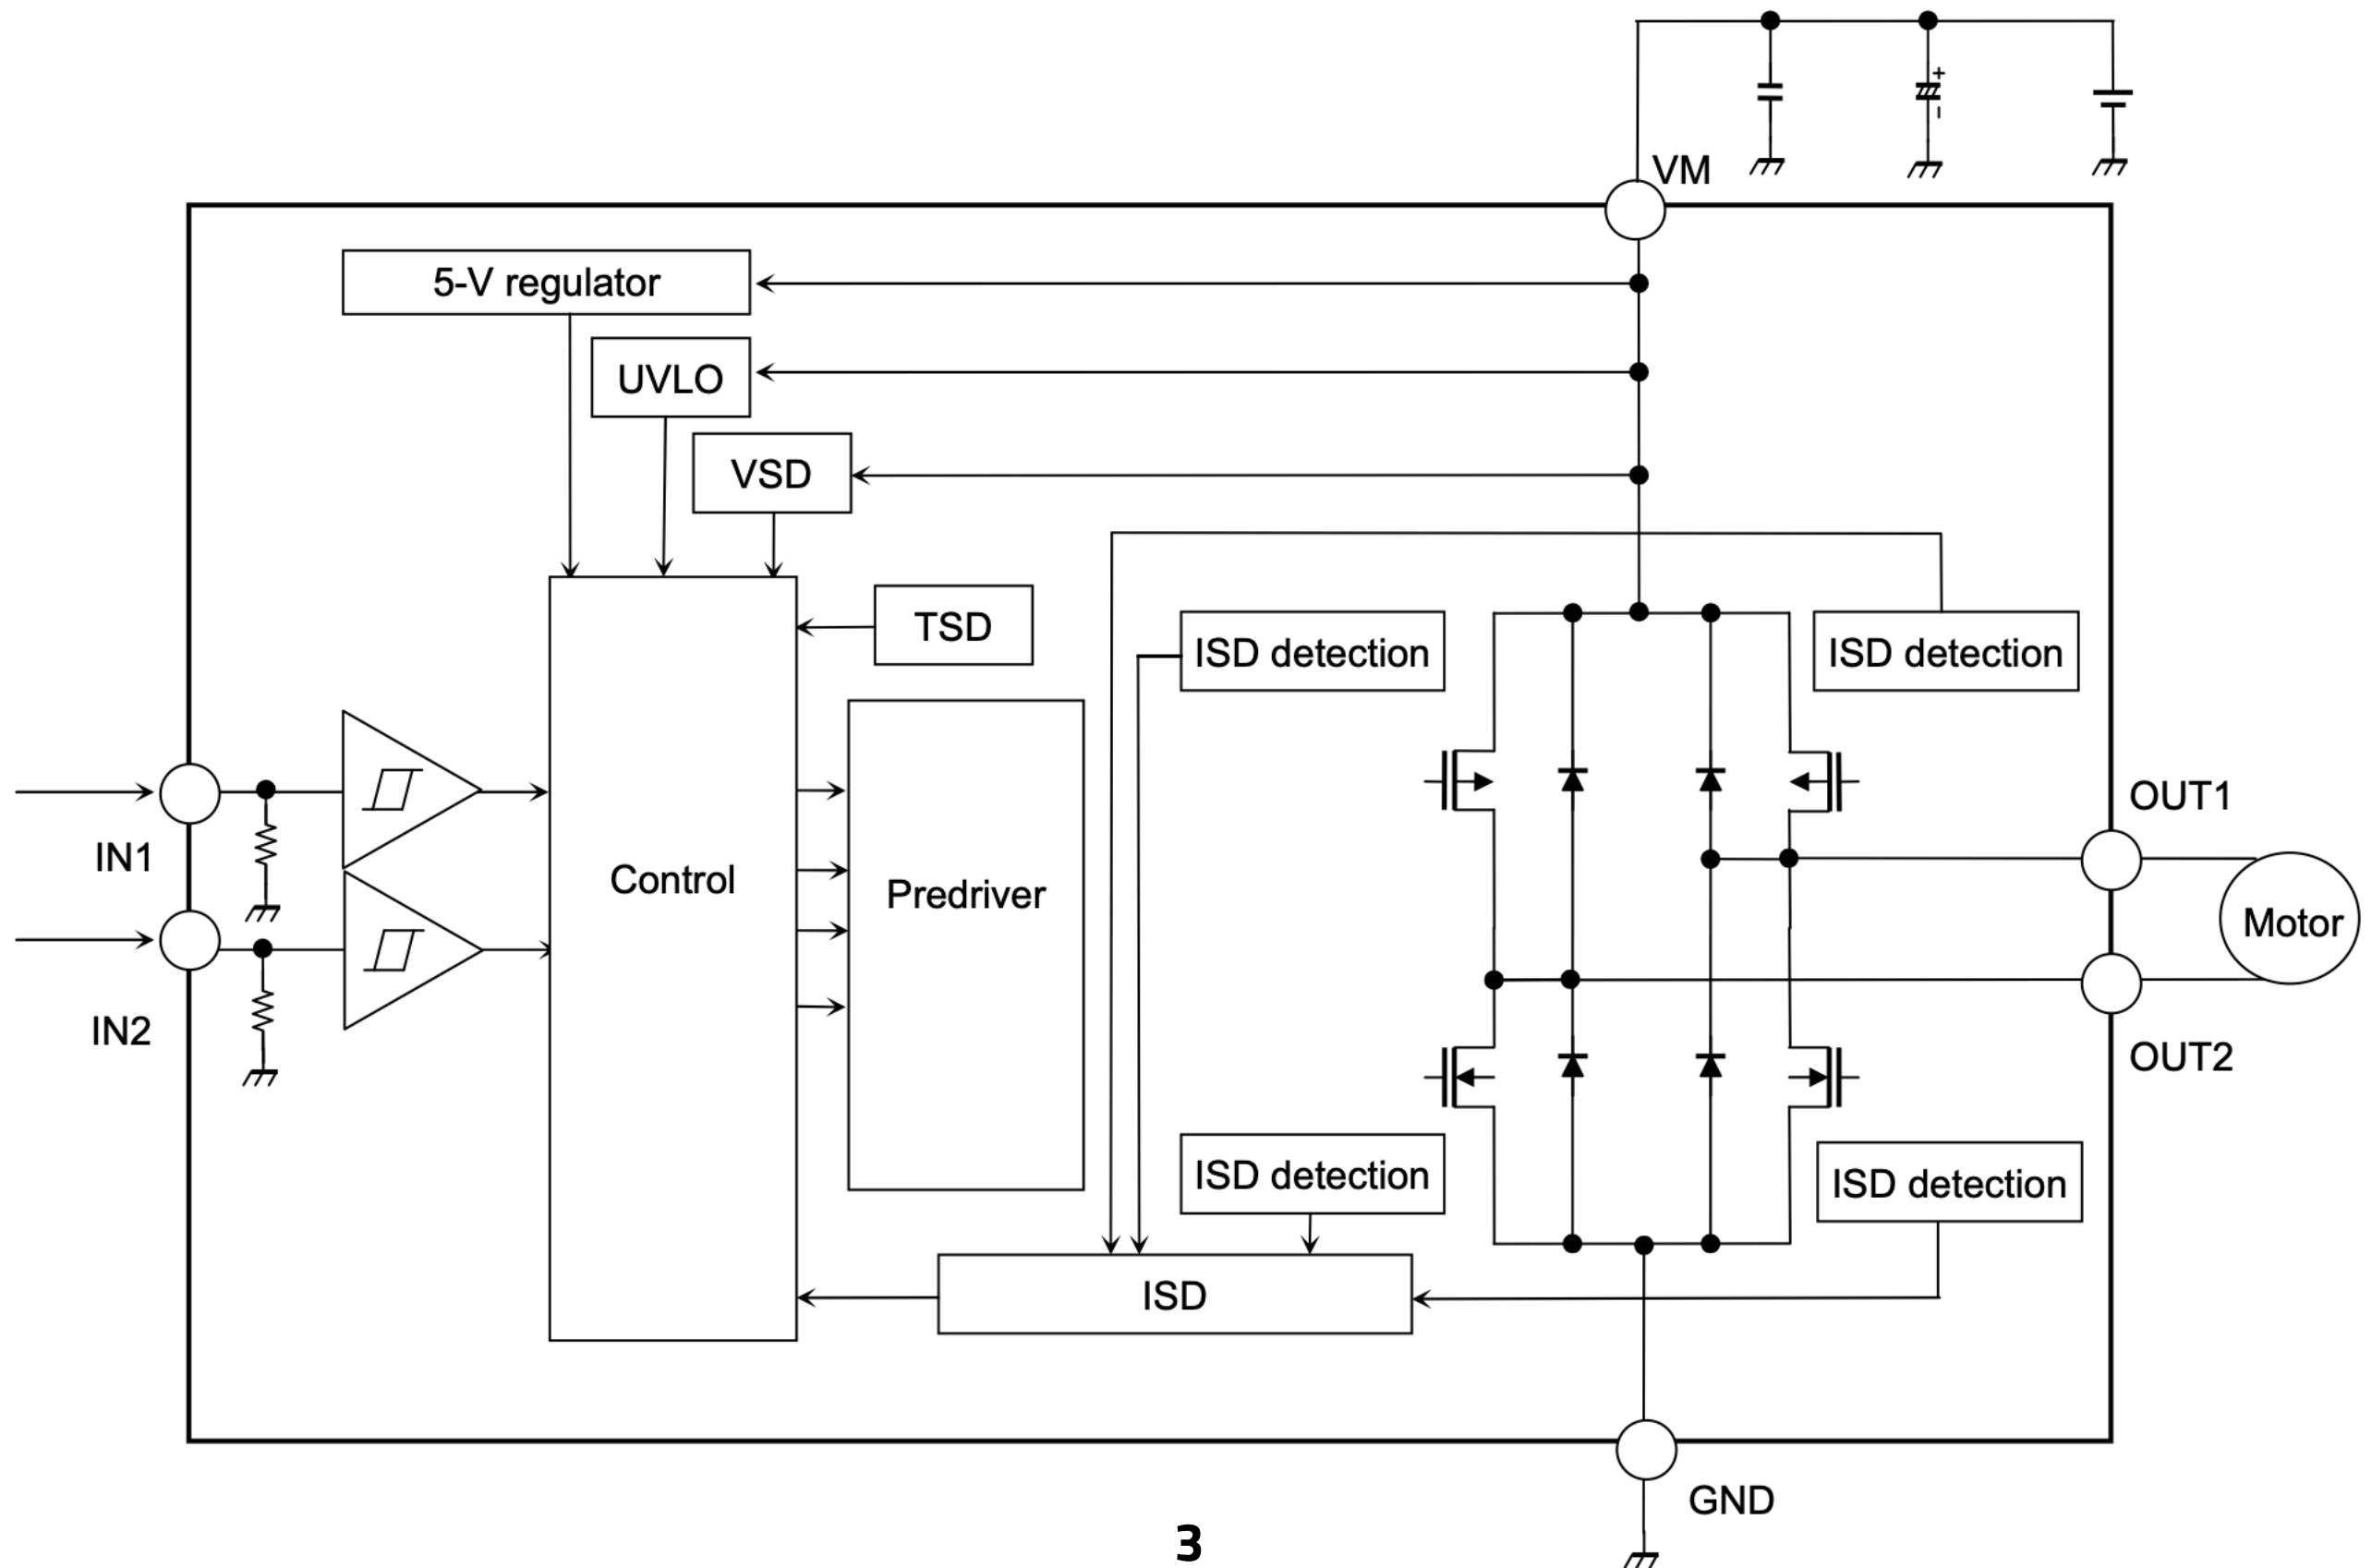 +
–
VM
5-V regulator
UVLO
VSD
TSD
ISD detection
ISD detection
IN1
Control
Predriver
OUT1
Motor
IN2
OUT2
ISD detection
ISD detection
ISD
GND
3